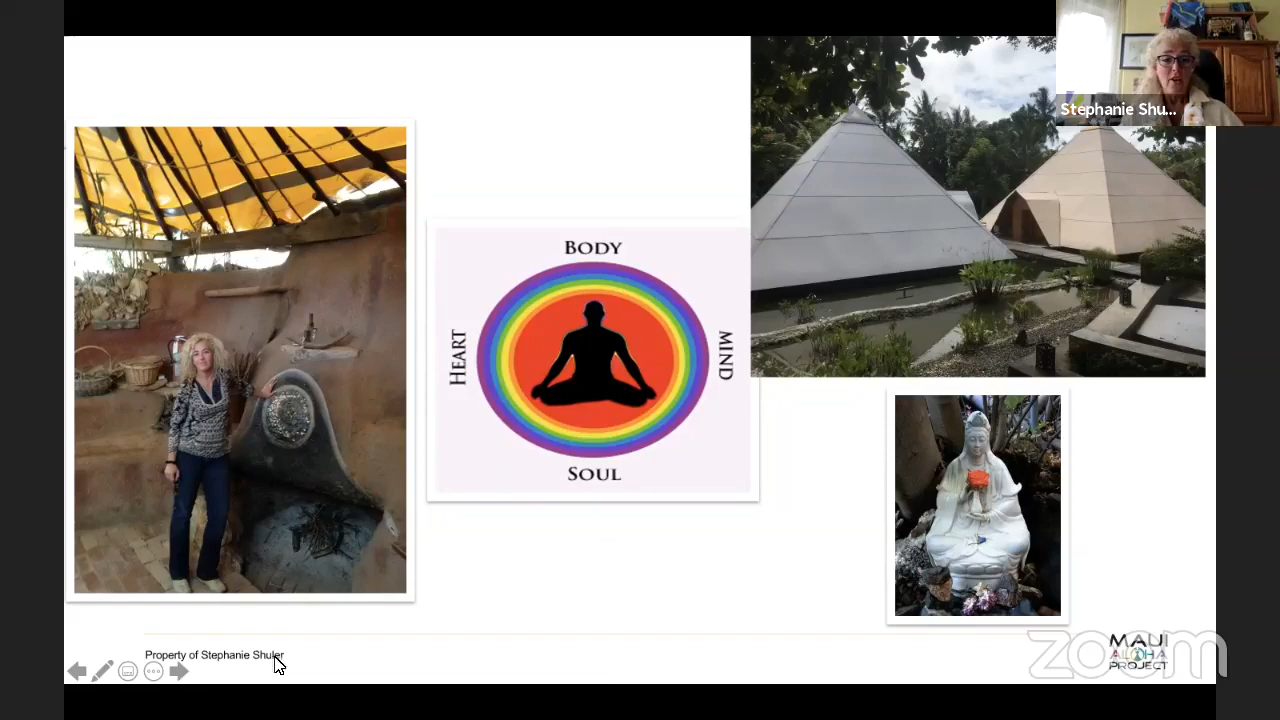 Stephanie Shu...
BODY
HEART
MIND
SOUL
Property of Stephanie Shuler
MAUI
ALOHA
PROJECT
zoom